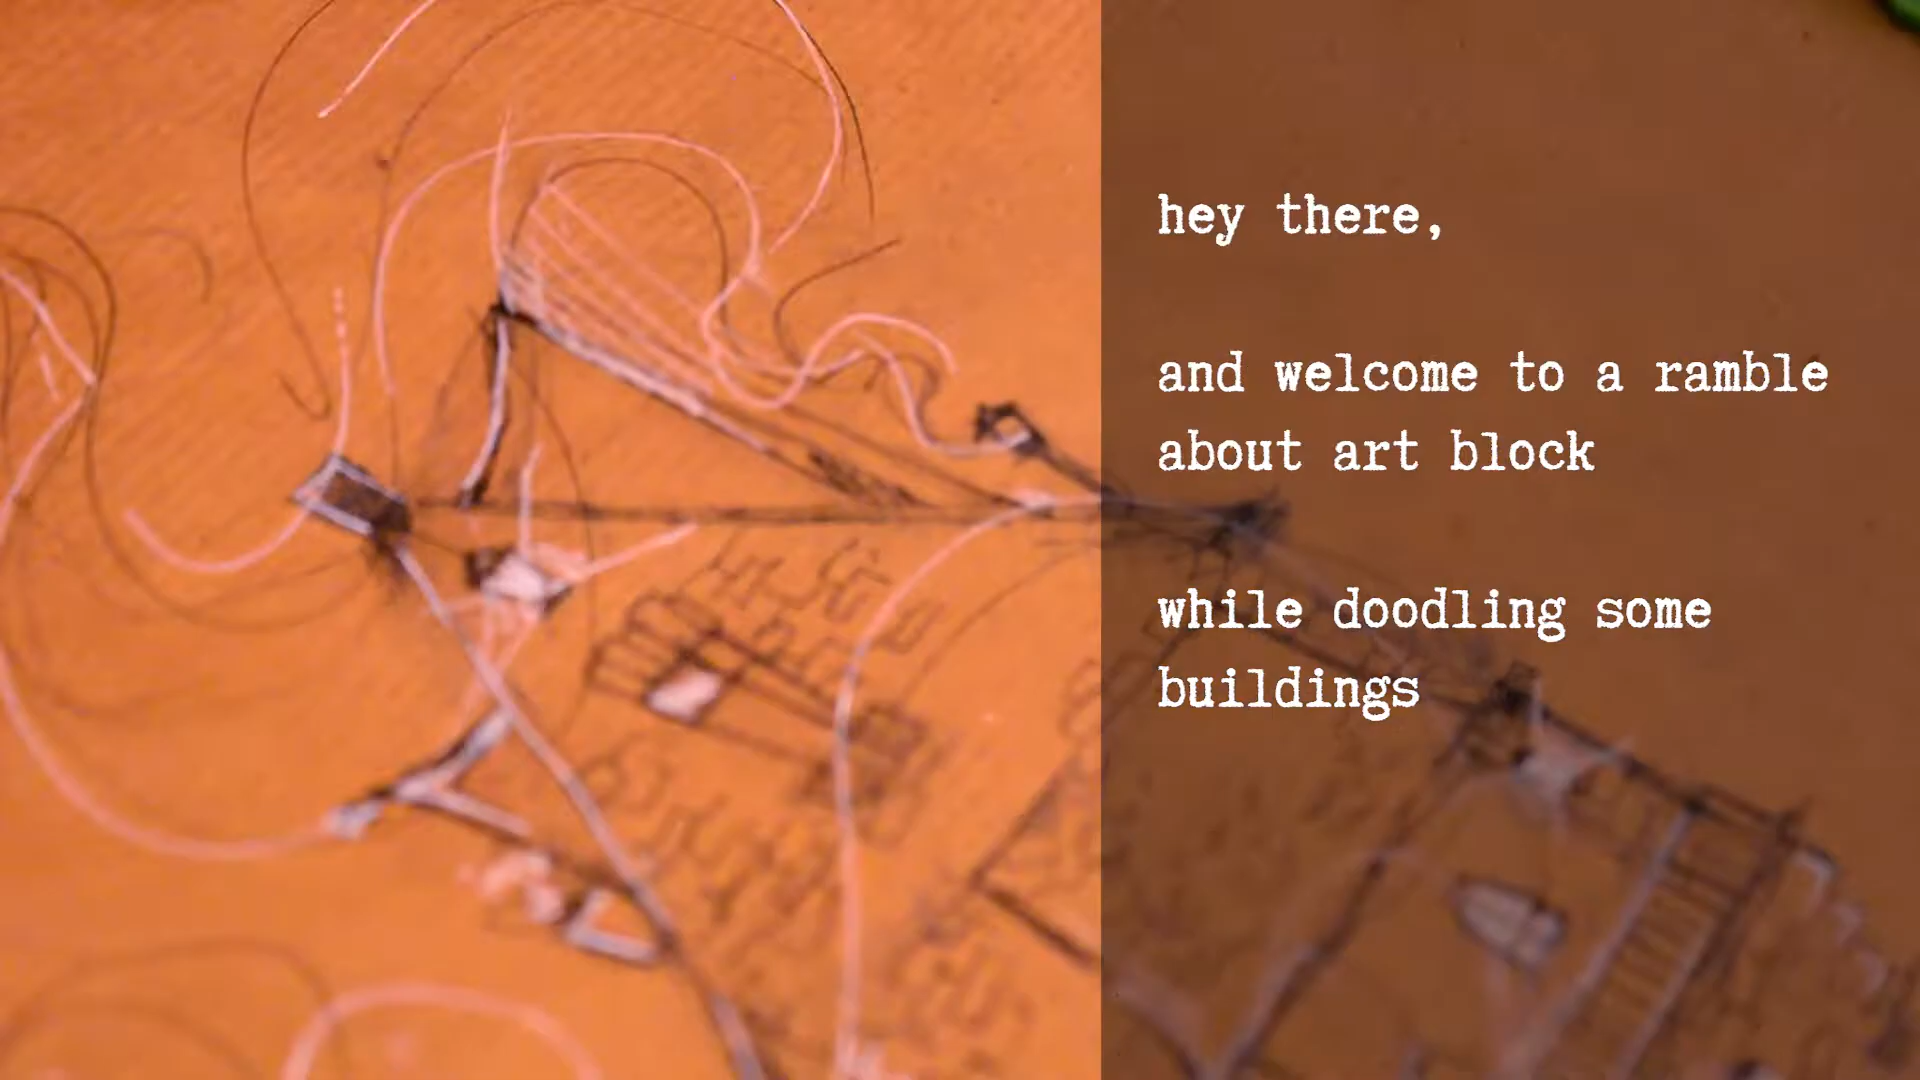 hey there,
and welcome to a ramble
about art block
while doodling some
buildings